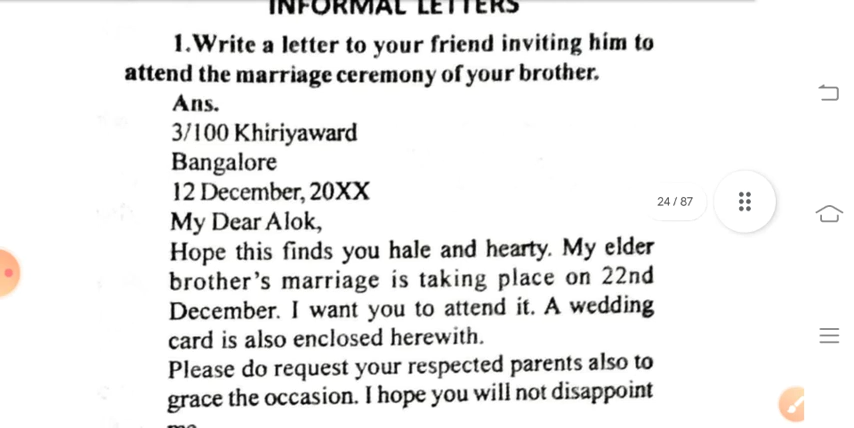 INFORMAL LETTERS
1.Write a letter to your friend inviting him to
attend the marriage ceremony of your brother.
Ans.
3/100 Khiriyaward
Bangalore
12 December, 20XX
My Dear Alok,
Hope this finds you hale and hearty. My elder
brother's marriage is taking place on 22nd
December. I want you to attend it. A wedding
card is also enclosed herewith.
Please do request your respected parents also to
grace the occasion. I hope you will not disappoint
24 / 87